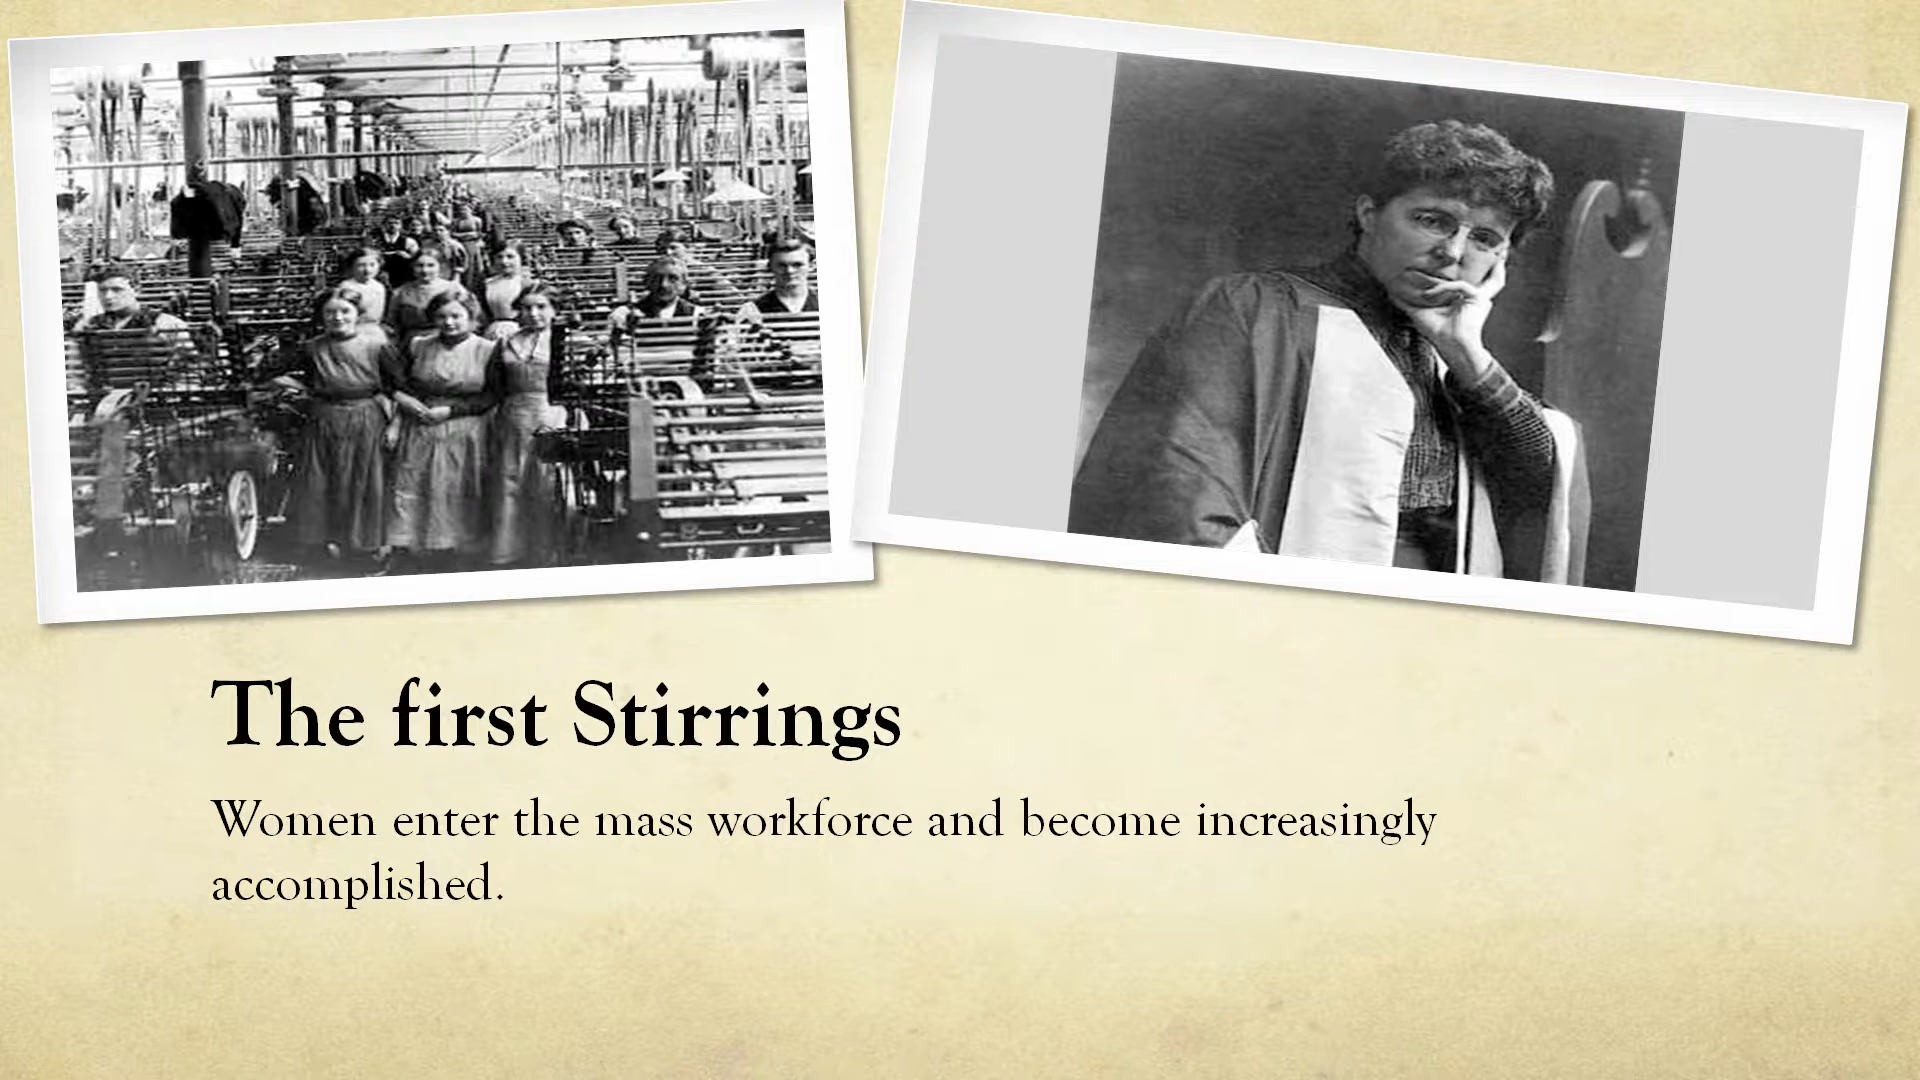 The first Stirrings
Women enter the mass workforce and become increasingly
accomplished.